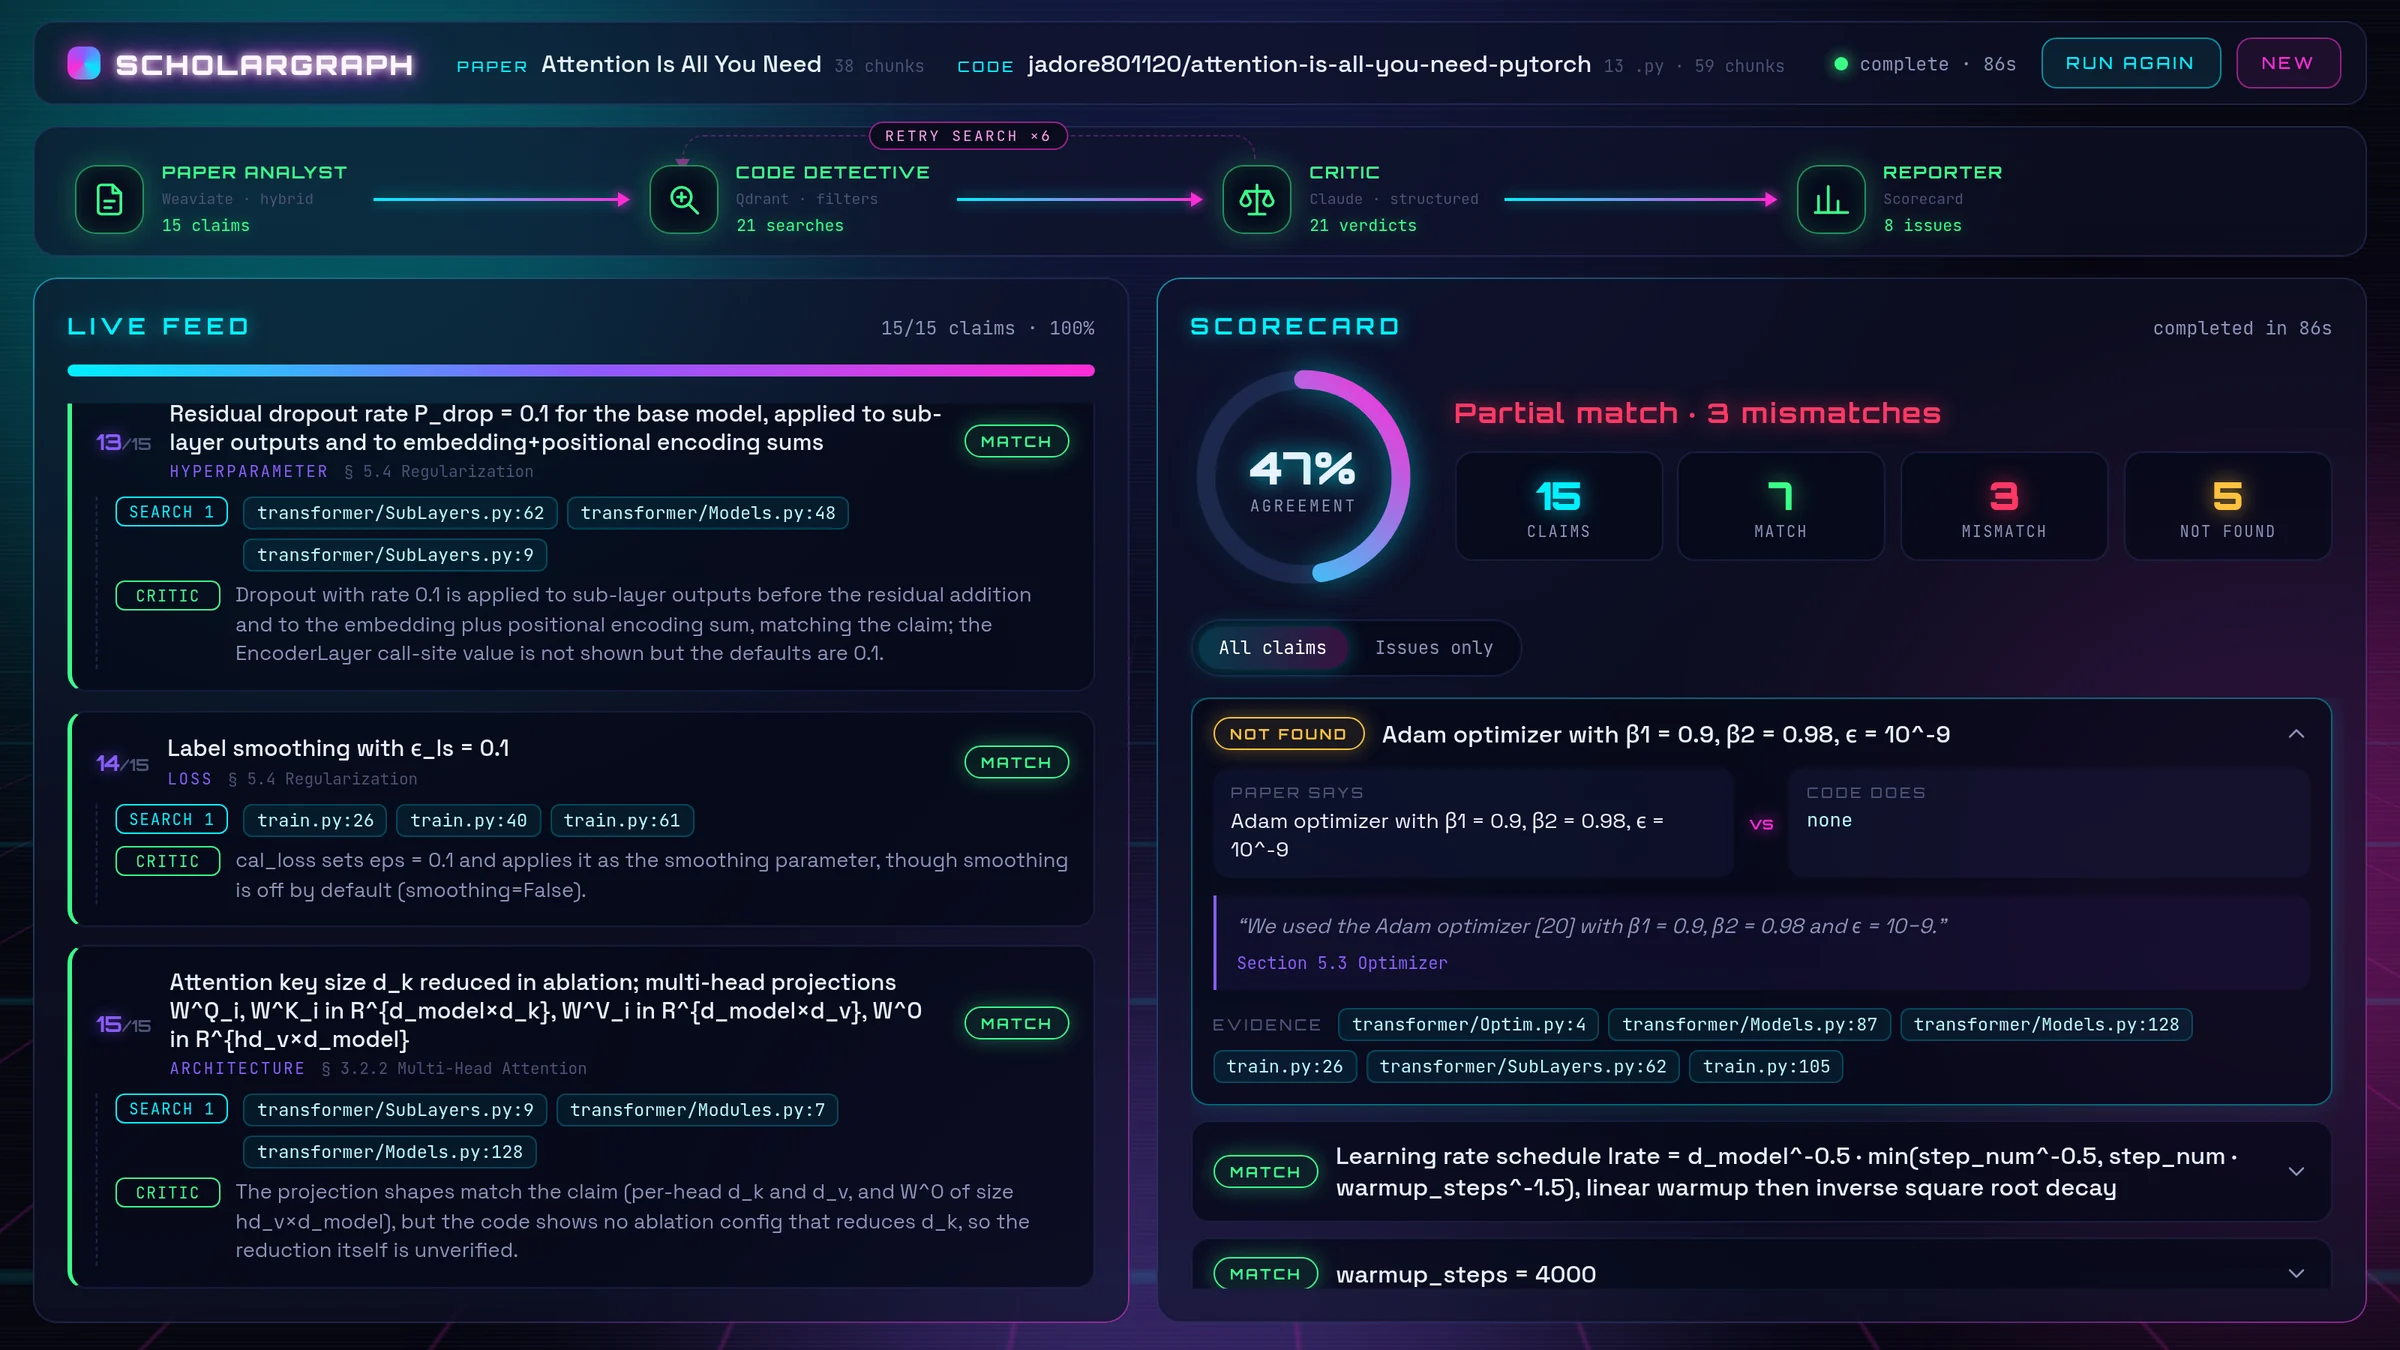 SCHOLARGRAPH
PAPER Attention Is All You Need 38 chunks
CODE jadore801120/attention-is-all-you-need-pytorch 13 .py · 59 chunks
complete · 86s
RUN AGAIN
NEW
RETRY SEARCH ×6
PAPER ANALYST
Weaviate · hybrid
15 claims
CODE DETECTIVE
Qdrant · filters
21 searches
CRITIC
Claude · structured
21 verdicts
REPORTER
Scorecard
8 issues
LIVE FEED
15/15 claims · 100%
13/15
Residual dropout rate P_drop = 0.1 for the base model, applied to sub-
layer outputs and to embedding+positional encoding sums
MATCH
HYPERPARAMETER § 5.4 Regularization
SEARCH 1 transformer/SubLayers.py:62 transformer/Models.py:48
transformer/SubLayers.py:9
CRITIC Dropout with rate 0.1 is applied to sub-layer outputs before the residual addition
and to the embedding plus positional encoding sum, matching the claim; the
EncoderLayer call-site value is not shown but the defaults are 0.1.
14/15
Label smoothing with ϵ_ls = 0.1
MATCH
LOSS § 5.4 Regularization
SEARCH 1 train.py:26 train.py:40 train.py:61
CRITIC cal_loss sets eps = 0.1 and applies it as the smoothing parameter, though smoothing
is off by default (smoothing=False).
15/15
Attention key size d_k reduced in ablation; multi-head projections
W^Q_i, W^K_i in R^{d_model×d_k}, W^V_i in R^{d_model×d_v}, W^O
in R^{hd_v×d_model}
MATCH
ARCHITECTURE § 3.2.2 Multi-Head Attention
SEARCH 1 transformer/SubLayers.py:9 transformer/Modules.py:7
transformer/Models.py:128
CRITIC The projection shapes match the claim (per-head d_k and d_v, and W^O of size
hd_v×d_model), but the code shows no ablation config that reduces d_k, so the
reduction itself is unverified.
SCORECARD
completed in 86s
47%
AGREEMENT
Partial match · 3 mismatches
15
CLAIMS
7
MATCH
3
MISMATCH
5
NOT FOUND
All claims
Issues only
NOT FOUND Adam optimizer with β1 = 0.9, β2 = 0.98, ϵ = 10^-9
PAPER SAYS
Adam optimizer with β1 = 0.9, β2 = 0.98, ϵ =
10^-9
VS
CODE DOES
none
“We used the Adam optimizer [20] with β1 = 0.9, β2 = 0.98 and ϵ = 10−9.”
Section 5.3 Optimizer
EVIDENCE transformer/Optim.py:4 transformer/Models.py:87 transformer/Models.py:128
train.py:26 transformer/SubLayers.py:62 train.py:105
MATCH
Learning rate schedule lrate = d_model^-0.5 · min(step_num^-0.5, step_num ·
warmup_steps^-1.5), linear warmup then inverse square root decay
MATCH warmup_steps = 4000